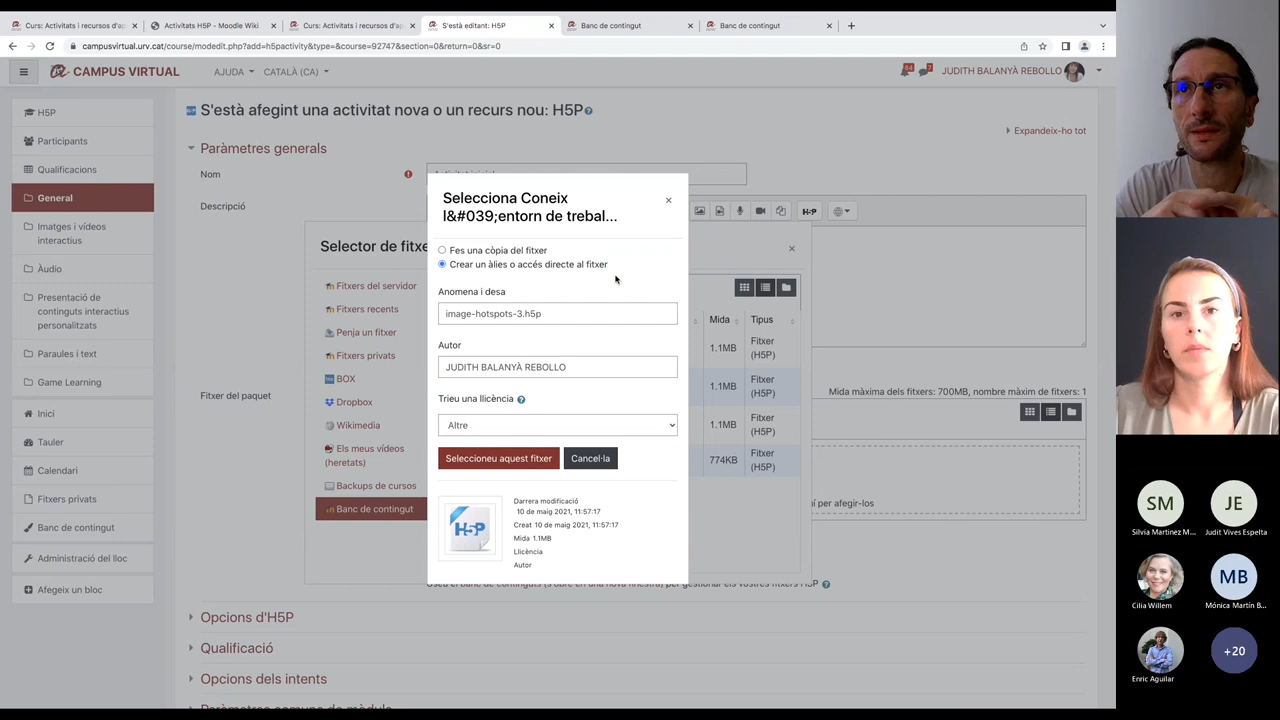 Curs: Activitats i recursos d'ap
Activitats H5P - Moodle Wiki
Curs: Activitats i recursos d'ap
S'està editant: H5P
Banc de contingut
Banc de contingut
campusvirtual.urv.cat/course/modedit.php?add=h5pactivity&type=&course=92747&section=0&return=0&sr=0
CAMPUS VIRTUAL
AJUDA
CATALÀ (CA)
JUDITH BALANYÀ REBOLLO
H5P
Participants
Qualificacions
General
Imatges i vídeos
interactius
Àudio
Presentació de
continguts interactius
personalitzats
Paraules i text
Game Learning
Inici
Tauler
Calendari
Fitxers privats
Banc de contingut
Administració del lloc
Afegeix un bloc
S'està afegint una activitat nova o un recurs nou: H5P
Expandeix-ho tot
Paràmetres generals
Nom
Descripció
H-P
Selector de fitxe
Fitxers del servidor
Fitxers recents
Penja un fitxer
Fitxers privats
BOX
Dropbox
Wikimedia
Els meus vídeos
(heretats)
Backups de cursos
Banc de contingut
Mida
Tipus
1.1MB
Fitxer
(H5P)
1.1MB
Fitxer
(H5P)
1.1MB
Fitxer
(H5P)
774KB
Fitxer
(H5P)
Fitxer del paquet
Mida màxima dels fitxers: 700MB, nombre màxim de fitxers: 1
per afegir-los
Selecciona Coneix
l&#039;entorn de trebal...
Fes una còpia del fitxer
Crear un àlies o accés directe al fitxer
Anomena i desa
image-hotspots-3.h5p
Autor
JUDITH BALANYÀ REBOLLO
Trieu una llicència
Altre
Seleccioneu aquest fitxer
Cancel·la
H5P
Darrera modificació
10 de maig 2021, 11:57:17
Creat 10 de maig 2021, 11:57:17
Mida 1.1MB
Llicència
Autor
Opcions d'H5P
Qualificació
Opcions dels intents
SM
Silvia Martínez M...
JE
Judit Vives Espelta
Cilia Willem
MB
Mónica Martín B...
Enric Aguilar
+20